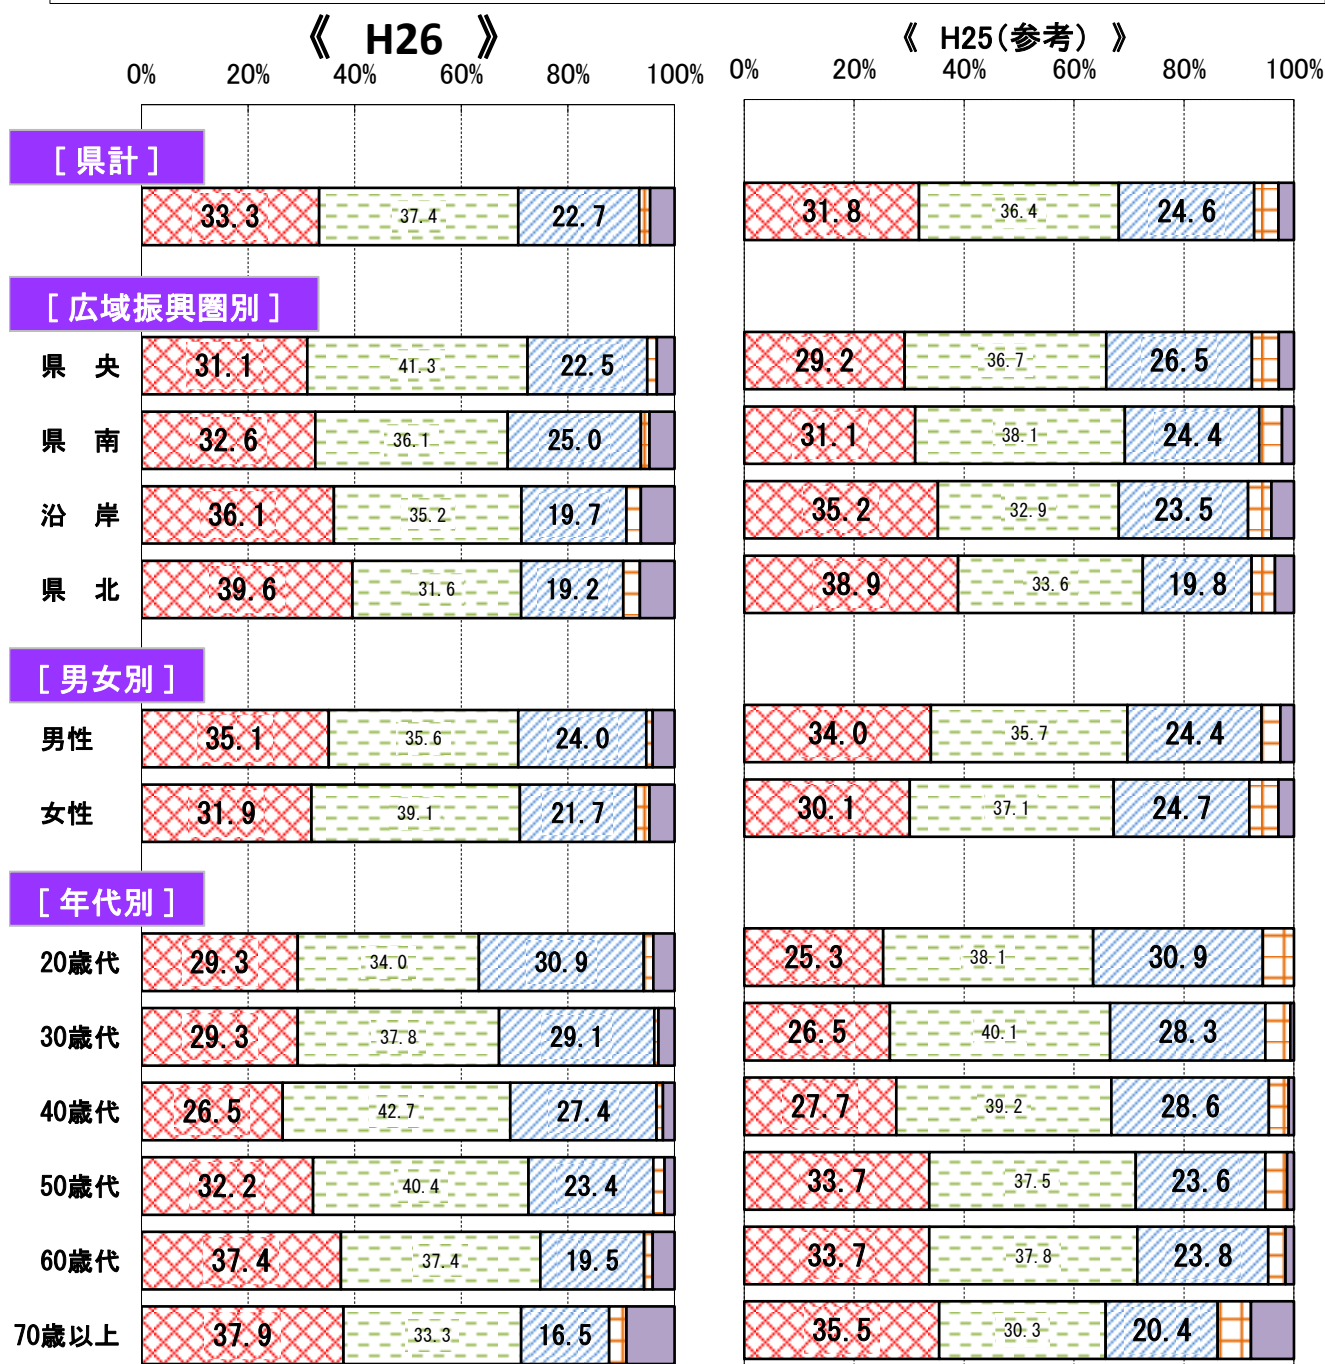 《 H26 》 《 H25(参考) 》
0% 20% 40% 60% 80% 100% 0% 20% 40% 60% 80% 100%
[ 県計 ]
33.3 37.4 22.7 31.8 36.4 24.6
[ 広域振興圏別 ]
県 央 31.1 41.3 22.5 29.2 36.7 26.5
県 南 32.6 36.1 25.0 31.1 38.1 24.4
沿 岸 36.1 35.2 19.7 35.2 32.9 23.5
県 北 39.6 31.6 19.2 38.9 33.6 19.8
[ 男女別 ]
男性 35.1 35.6 24.0 34.0 35.7 24.4
女性 31.9 39.1 21.7 30.1 37.1 24.7
[ 年代別 ]
20歳代 29.3 34.0 30.9 25.3 38.1 30.9
30歳代 29.3 37.8 29.1 26.5 40.1 28.3
40歳代 26.5 42.7 27.4 27.7 39.2 28.6
50歳代 32.2 40.4 23.4 33.7 37.5 23.6
60歳代 37.4 37.4 19.5 33.7 37.8 23.8
70歳以上 37.9 33.3 16.5 35.5 30.3 20.4